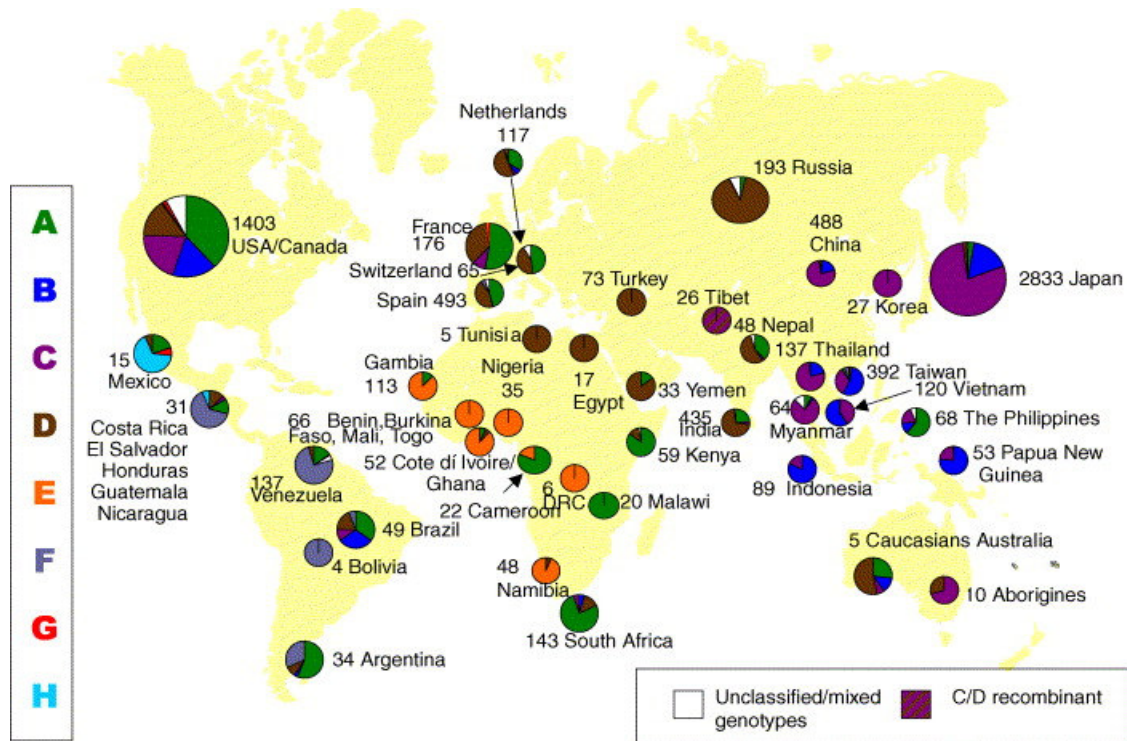 Netherlands
117
193 Russia
A
B
C
D
E
F
G
H
1403
USA/Canada
France
176
Switzerland 65
Spain 493
73 Turkey
488
China
26 Tibet
27 Korea
2833 Japan
48 Nepal
137 Thailand
392 Taiwan
120 Vietnam
5 Tunisia
Nigeria
35
17
Egypt
Gambia
113
33 Yemen
435
India
64
Myanmar
68 The Philippines
53 Papua New
Guinea
89 Indonesia
15
Mexico
31
Costa Rica
El Salvador
Honduras
Guatemala
Nicaragua
66 Benin,Burkina
Faso, Mali, Togo
52 Cote dí Ivoire/
Ghana
59 Kenya
137
Venezuela
22 Cameroon
6
DRC
20 Malawi
49 Brazil
4 Bolivia
48
Namibia
143 South Africa
34 Argentina
5 Caucasians Australia
10 Aborigines
Unclassified/mixed
genotypes
C/D recombinant